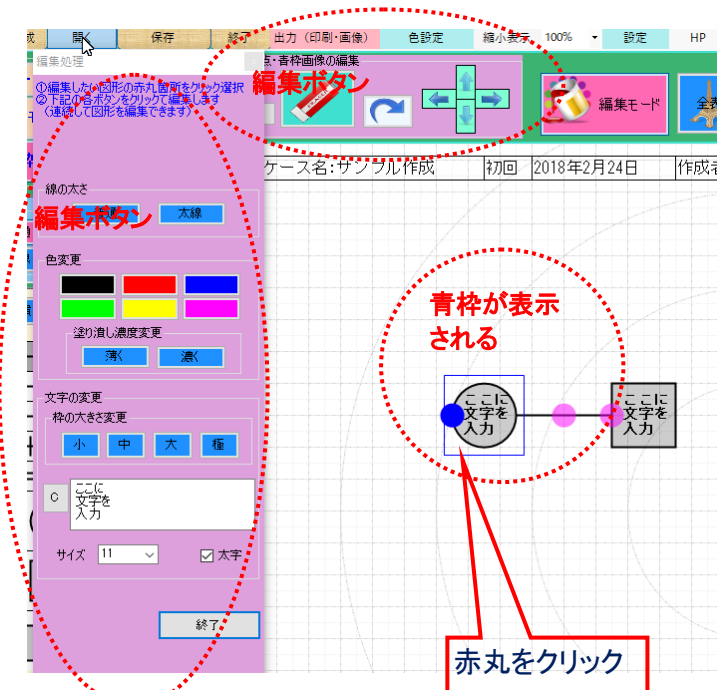 成
開く
保存
終了
出力（印刷・画像）
色設定
縮小表示
100%
設定
HP
編集処理
点・青枠画像の編集
編集ボタン
①編集したい図形の赤丸箇所をクリック選択
②下記の各ボタンをクリックで編集します
（連続して図形を編集できます）
ERASER
編集モード
全表
ケース名：サンプル作成
初回
2018年2月24日
作成者
線の太さ
編集ボタン
太線
色変更
塗り潰し濃度変更
薄く
濃く
青枠が表示
される
文字の変更
枠の大きさ変更
小
中
大
極
ここに
文字を
入力
ここに
文字を
入力
C
ここに
文字を
入力
サイズ
11
太字
終了
赤丸をクリック